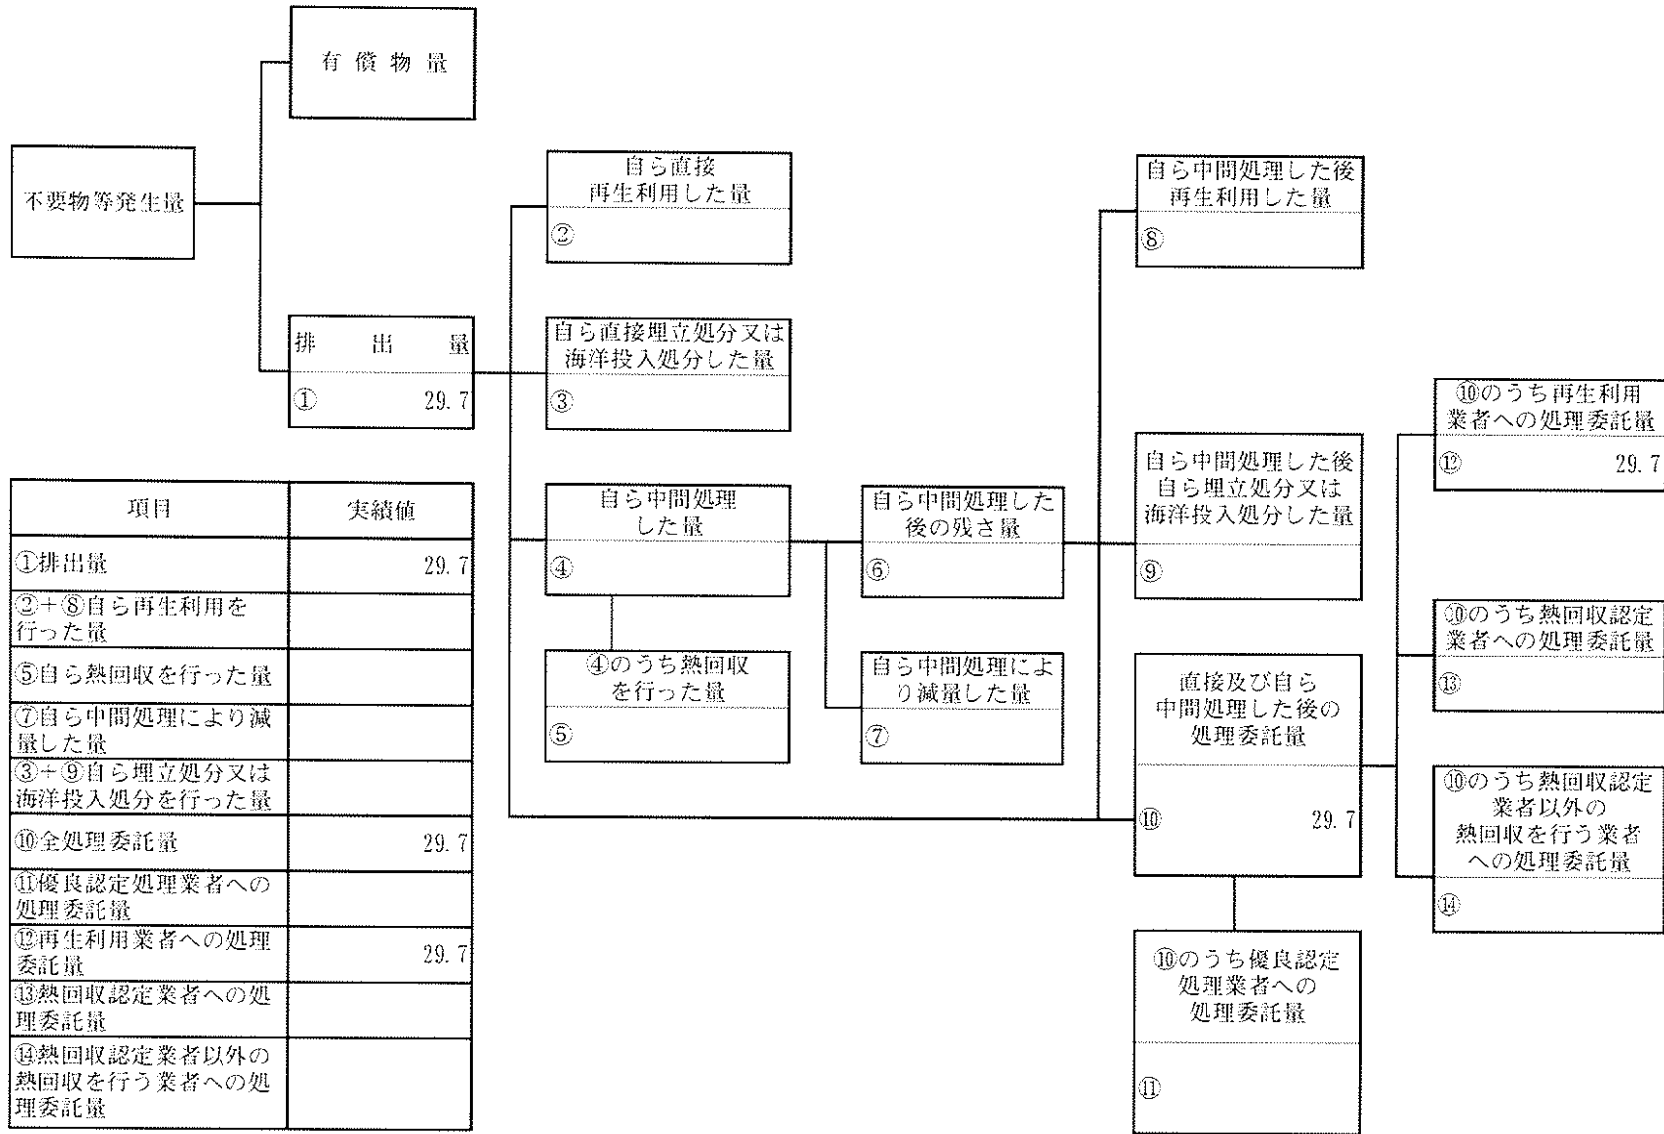 有償物量
不要物等発生量
排出量
① 29.7
自ら直接
再生利用した量
②
自ら直接埋立処分又は
海洋投入処分した量
③
自ら中間処理
した量
④
④のうち熱回収
を行った量
⑤
自ら中間処理した
後の残さ量
⑥
自ら中間処理によ
り減量した量
⑦
自ら中間処理した後
再生利用した量
⑧
自ら中間処理した後
自ら埋立処分又は
海洋投入処分した量
⑨
直接及び自ら
中間処理した後の
処理委託量
⑩ 29.7
⑩のうち優良認定
処理業者への
処理委託量
⑪
⑩のうち再生利用
業者への処理委託量
⑫ 29.7
⑩のうち熱回収認定
業者への処理委託量
⑬
⑩のうち熱回収認定
業者以外の
熱回収を行う業者
への処理委託量
⑭
項目 実績値
①排出量 29.7
②+⑧自ら再生利用を
行った量
⑤自ら熱回収を行った量
⑦自ら中間処理により減
量した量
③+⑨自ら埋立処分又は
海洋投入処分を行った量
⑩全処理委託量 29.7
⑪優良認定処理業者への
処理委託量
⑫再生利用業者への処理
委託量 29.7
⑬熱回収認定業者への処
理委託量
⑭熱回収認定業者以外の
熱回収を行う業者への処
理委託量